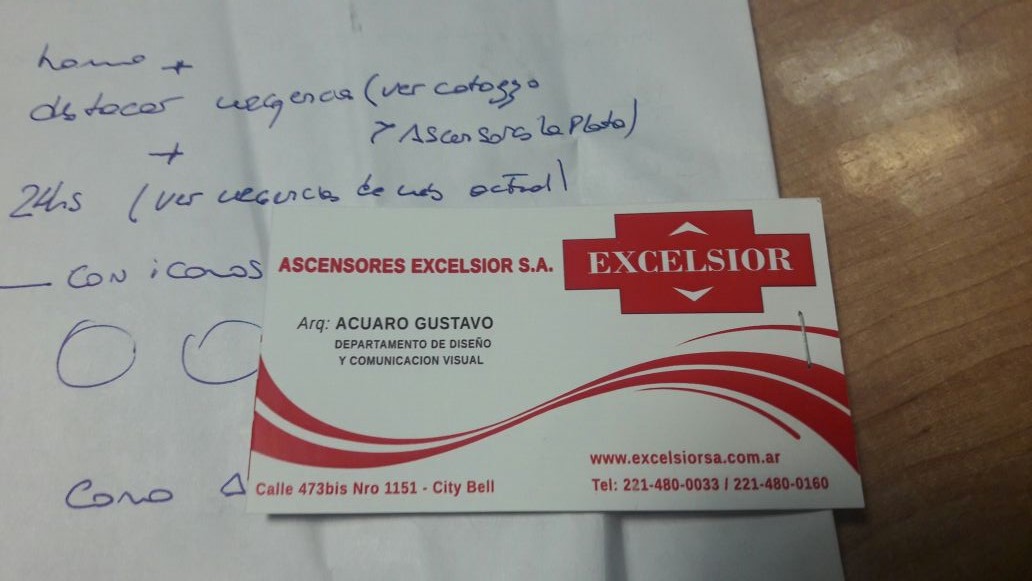 home +
destacar urgencia (ver cotozzo
y Ascensores la Plata)
+
24hs (ver urgencias de web actual)
— CON iconos
como
ASCENSORES EXCELSIOR S.A.
EXCELSIOR
Arq: ACUARO GUSTAVO
DEPARTAMENTO DE DISEÑO
Y COMUNICACION VISUAL
www.excelsiorsa.com.ar
Calle 473bis Nro 1151 - City Bell
Tel: 221-480-0033 / 221-480-0160